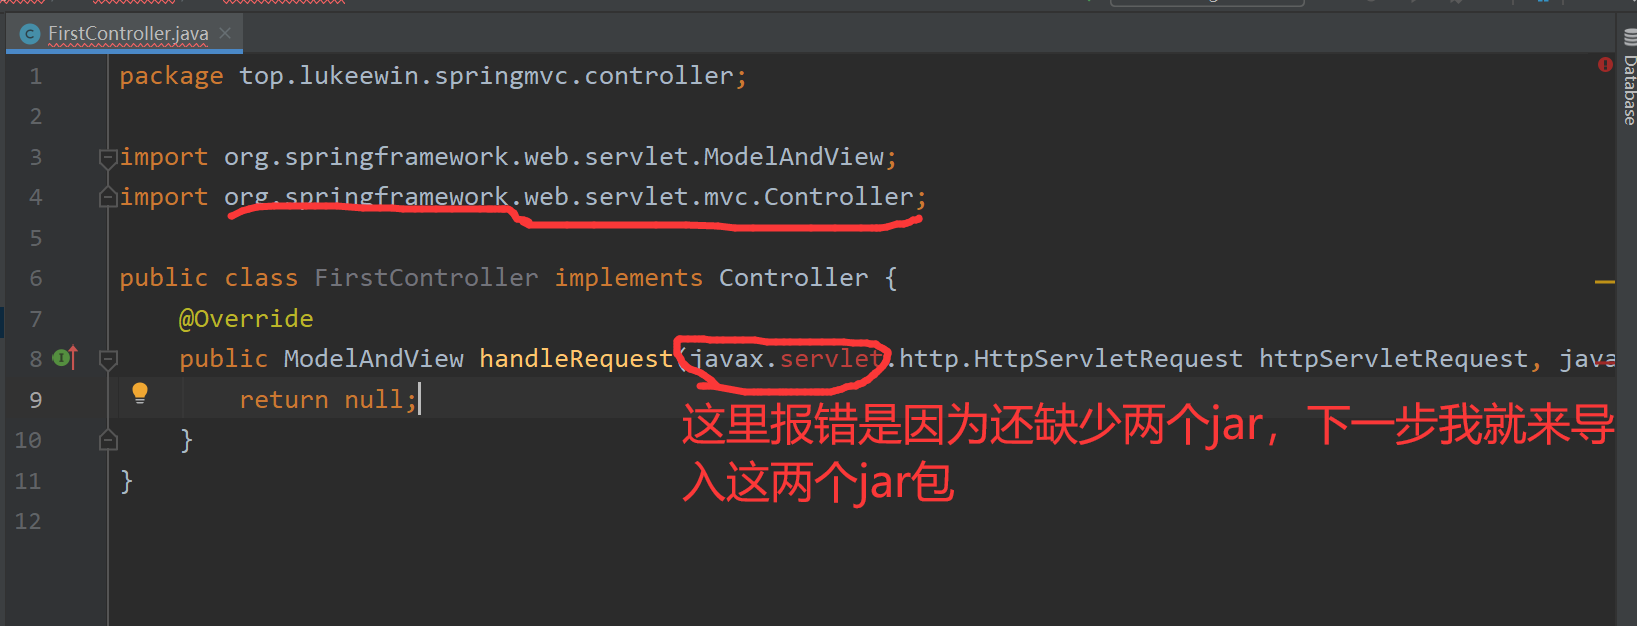 FirstController.java
1 package top.lukeewin.springmvc.controller;
2
3 import org.springframework.web.servlet.ModelAndView;
4 import org.springframework.web.servlet.mvc.Controller;
5
6 public class FirstController implements Controller {
7 @Override
8 public ModelAndView handleRequest(javax.servlet.http.HttpServletRequest httpServletRequest, java
9 return null;
10 }
11 }
12
这里报错是因为还缺少两个jar，下一步我就来导
入这两个jar包
Database